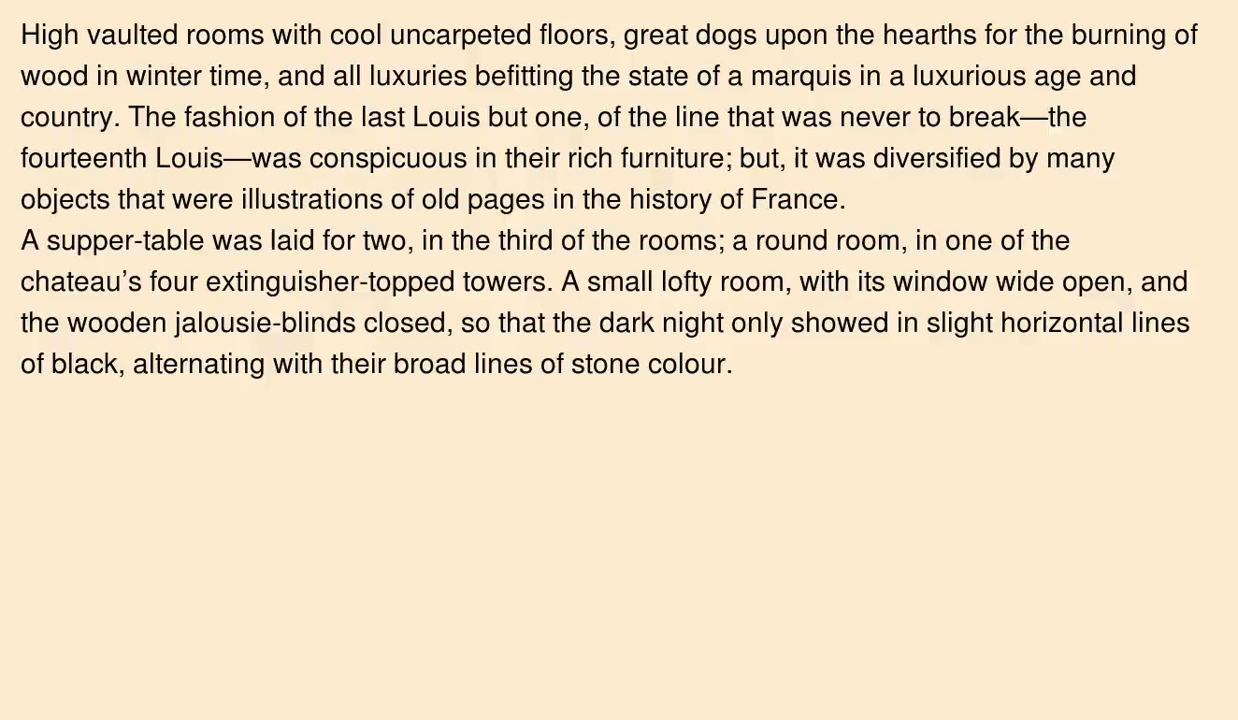 High vaulted rooms with cool uncarpeted floors, great dogs upon the hearths for the burning of
wood in winter time, and all luxuries befitting the state of a marquis in a luxurious age and
country. The fashion of the last Louis but one, of the line that was never to break—the
fourteenth Louis—was conspicuous in their rich furniture; but, it was diversified by many
objects that were illustrations of old pages in the history of France.
A supper-table was laid for two, in the third of the rooms; a round room, in one of the
chateau’s four extinguisher-topped towers. A small lofty room, with its window wide open, and
the wooden jalousie-blinds closed, so that the dark night only showed in slight horizontal lines
of black, alternating with their broad lines of stone colour.